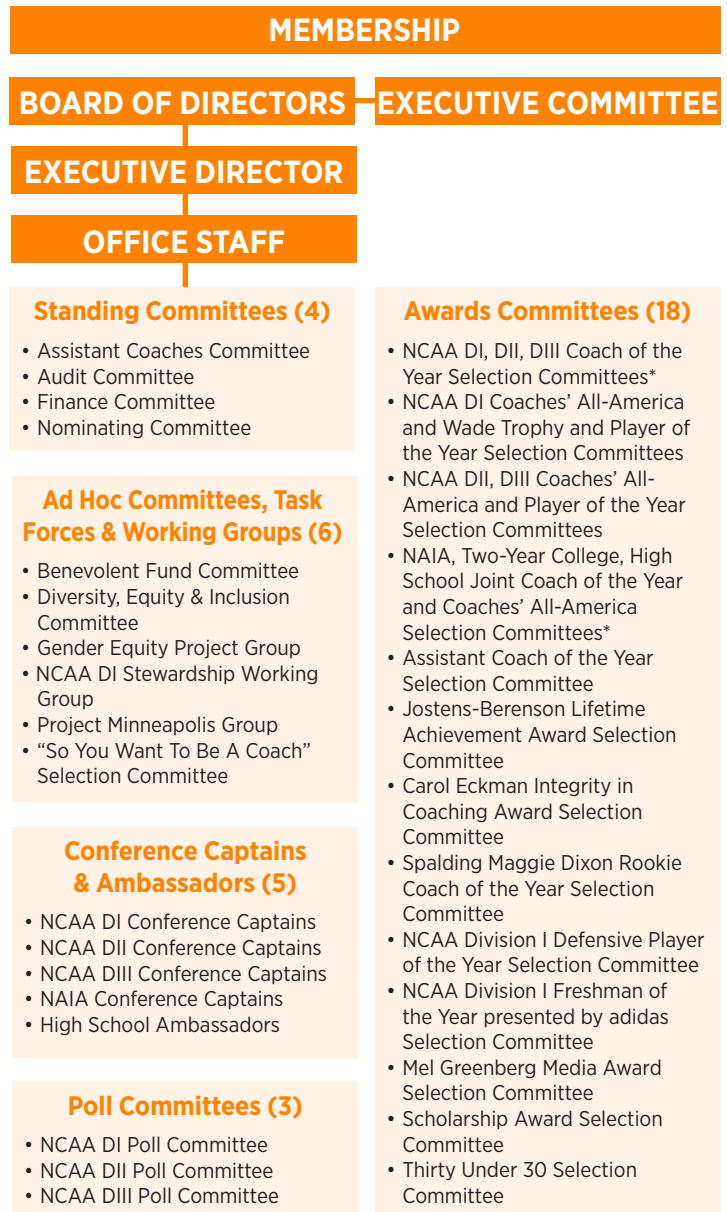 MEMBERSHIP
BOARD OF DIRECTORS
EXECUTIVE COMMITTEE
EXECUTIVE DIRECTOR
OFFICE STAFF
Standing Committees (4)
• Assistant Coaches Committee
• Audit Committee
• Finance Committee
• Nominating Committee
Ad Hoc Committees, Task
Forces & Working Groups (6)
• Benevolent Fund Committee
• Diversity, Equity & Inclusion
Committee
• Gender Equity Project Group
• NCAA DI Stewardship Working
Group
• Project Minneapolis Group
• “So You Want To Be A Coach”
Selection Committee
Conference Captains
& Ambassadors (5)
• NCAA DI Conference Captains
• NCAA DII Conference Captains
• NCAA DIII Conference Captains
• NAIA Conference Captains
• High School Ambassadors
Poll Committees (3)
• NCAA DI Poll Committee
• NCAA DII Poll Committee
• NCAA DIII Poll Committee
Awards Committees (18)
• NCAA DI, DII, DIII Coach of the
Year Selection Committees*
• NCAA DI Coaches’ All-America
and Wade Trophy and Player of
the Year Selection Committees
• NCAA DII, DIII Coaches’ All-
America and Player of the Year
Selection Committees
• NAIA, Two-Year College, High
School Joint Coach of the Year
and Coaches’ All-America
Selection Committees*
• Assistant Coach of the Year
Selection Committee
• Jostens-Berenson Lifetime
Achievement Award Selection
Committee
• Carol Eckman Integrity in
Coaching Award Selection
Committee
• Spalding Maggie Dixon Rookie
Coach of the Year Selection
Committee
• NCAA Division I Defensive Player
of the Year Selection Committee
• NCAA Division I Freshman of
the Year presented by adidas
Selection Committee
• Mel Greenberg Media Award
Selection Committee
• Scholarship Award Selection
Committee
• Thirty Under 30 Selection
Committee